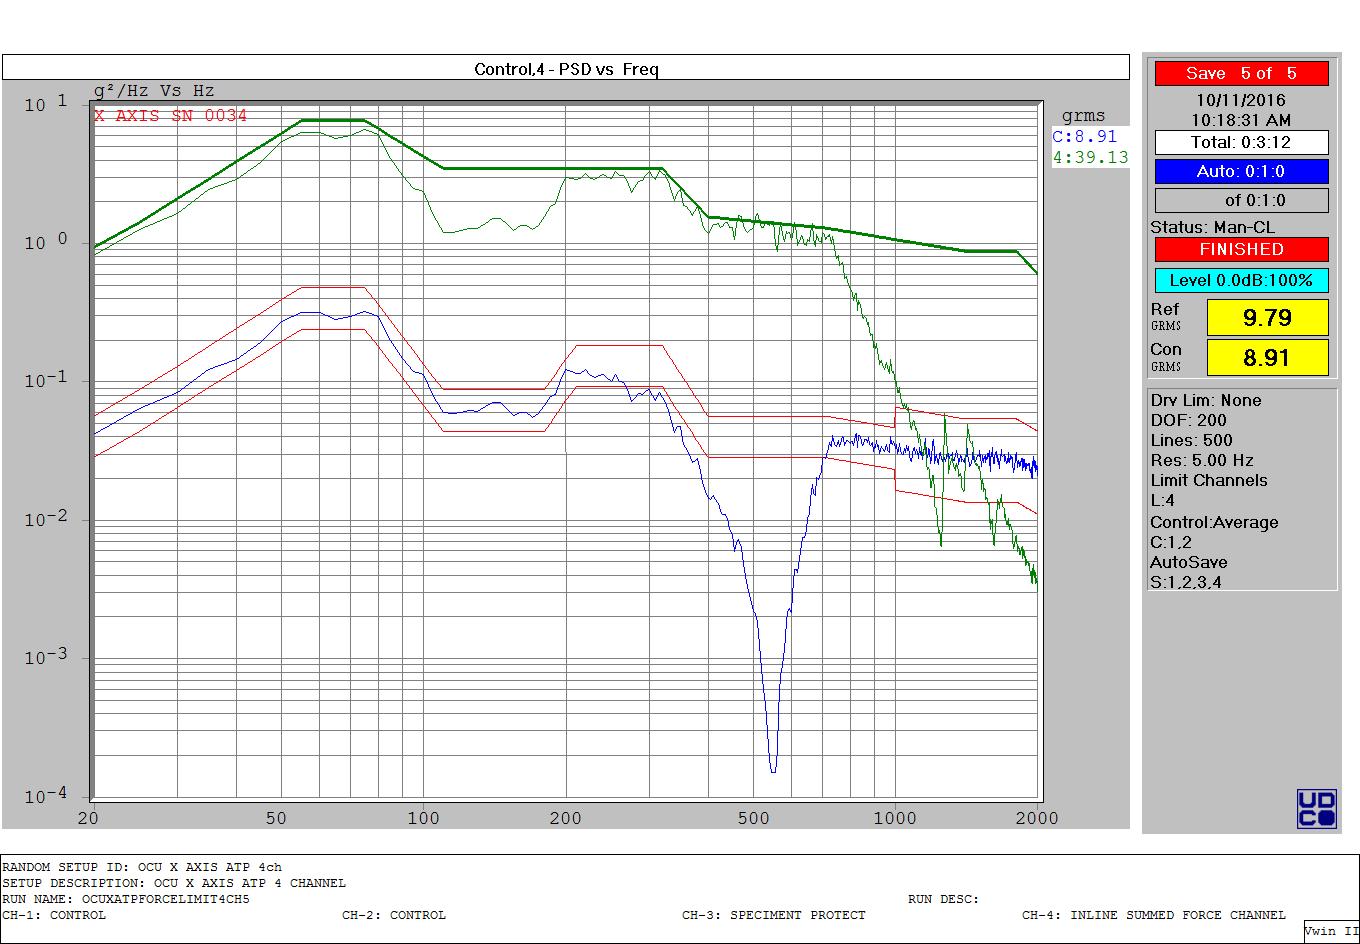 Control,4 - PSD vs Freq
g²/Hz Vs Hz
X AXIS SN 0034
10 1
10 0
10 -1
10 -2
10 -3
10 -4
20 50 100 200 500 1000 2000
grms
C:8.91
4:39.13
Save 5 of 5
10/11/2016
10:18:31 AM
Total: 0:3:12
Auto: 0:1:0
of 0:1:0
Status: Man-CL
FINISHED
Level 0.0dB:100%
Ref
GRMS
9.79
Con
GRMS
8.91
Drv Lim: None
DOF: 200
Lines: 500
Res: 5.00 Hz
Limit Channels
L:4
Control:Average
C:1,2
AutoSave
S:1,2,3,4
UD
CO
RANDOM SETUP ID: OCU X AXIS ATP 4ch
SETUP DESCRIPTION: OCU X AXIS ATP 4 CHANNEL
RUN NAME: OCUXATPFORCELIMIT4CH5 RUN DESC:
CH-1: CONTROL CH-2: CONTROL CH-3: SPECIMENT PROTECT CH-4: INLINE SUMMED FORCE CHANNEL
Vwin II